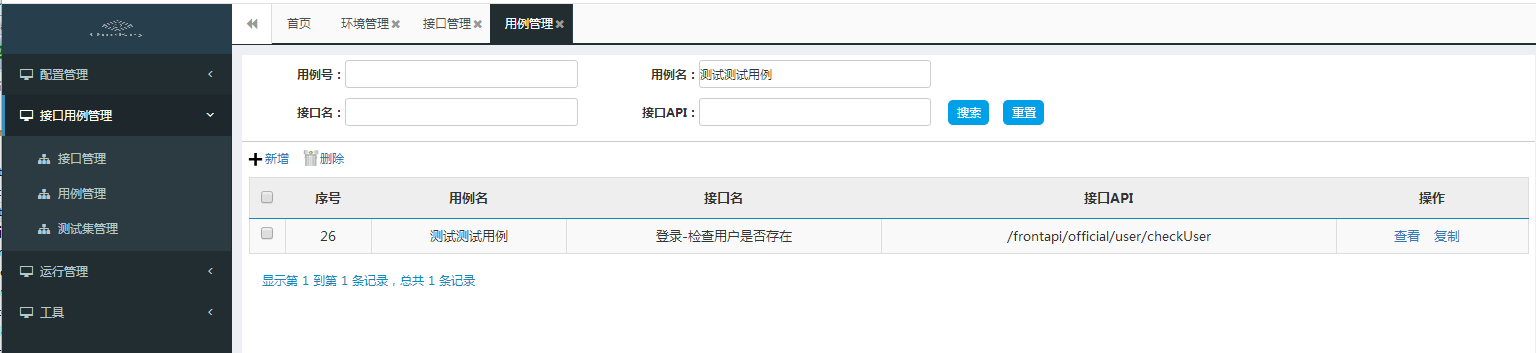 首页 环境管理 接口管理 用例管理
配置管理
接口用例管理
接口管理
用例管理
测试集管理
运行管理
工具
用例号： 用例名：测试测试用例
接口名： 接口API： 搜索 重置
新增 删除
序号 用例名 接口名 接口API 操作
26 测试测试用例 登录-检查用户是否存在 /frontapi/official/user/checkUser 查看 复制
显示第 1 到第 1 条记录，总共 1 条记录